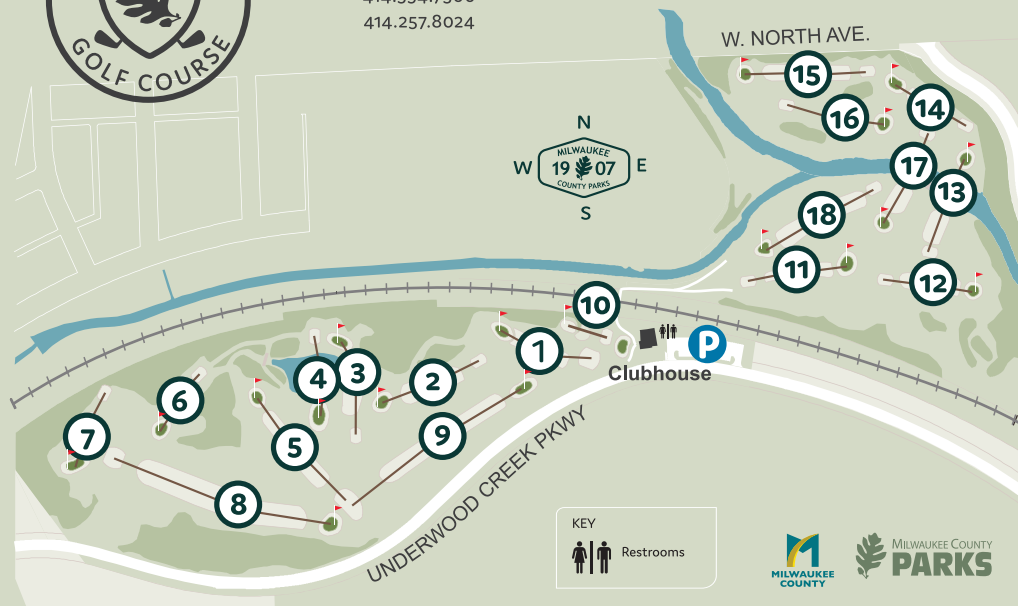 414.257.8024
GOLF COURSE
W. NORTH AVE.
15
14
16
N
MILWAUKEE
W 19 07 E
COUNTY PARKS
S
17
13
18
11
12
10
1
P
Clubhouse
4
3
2
6
7
5
9
8
UNDERWOOD CREEK PKWY
KEY
Restrooms
MILWAUKEE
COUNTY
MILWAUKEE COUNTY
PARKS